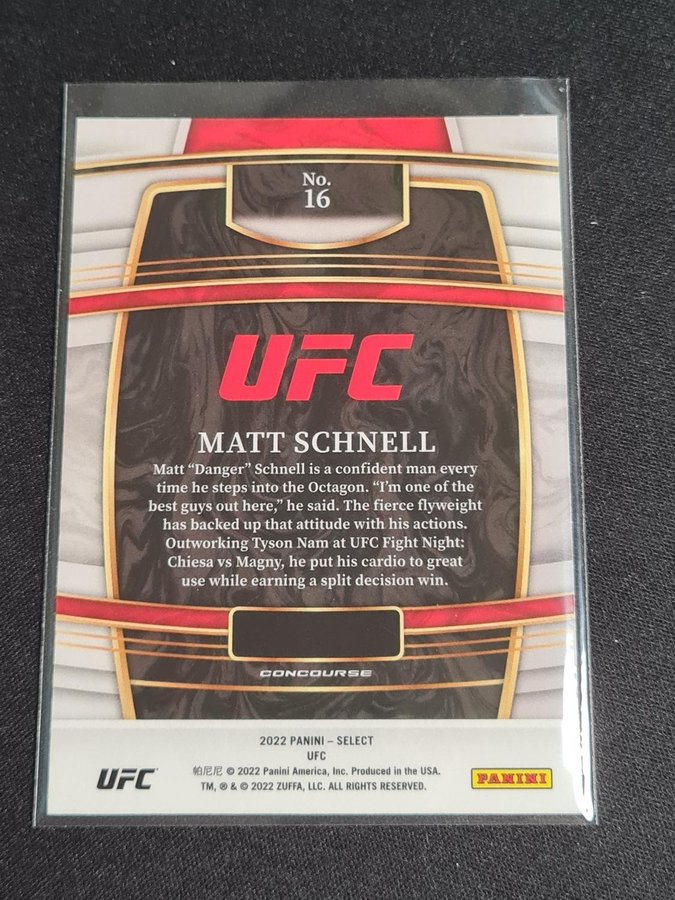 No.
16
UFC
MATT SCHNELL
Matt “Danger” Schnell is a confident man every
time he steps into the Octagon. “I’m one of the
best guys out here,” he said. The fierce flyweight
has backed up that attitude with his actions.
Outworking Tyson Nam at UFC Fight Night:
Chiesa vs Magny, he put his cardio to great
use while earning a split decision win.
CONCOURSE
2022 PANINI – SELECT
UFC
帕尼尼 © 2022 Panini America, Inc. Produced in the USA.
TM, ® & © 2022 ZUFFA, LLC. ALL RIGHTS RESERVED.
UFC
PANINI